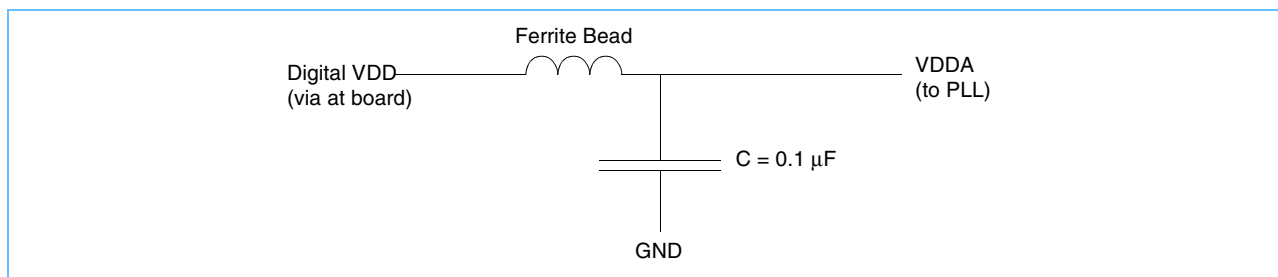 Ferrite Bead
Digital VDD
(via at board)
VDDA
(to PLL)
C = 0.1 μF
GND